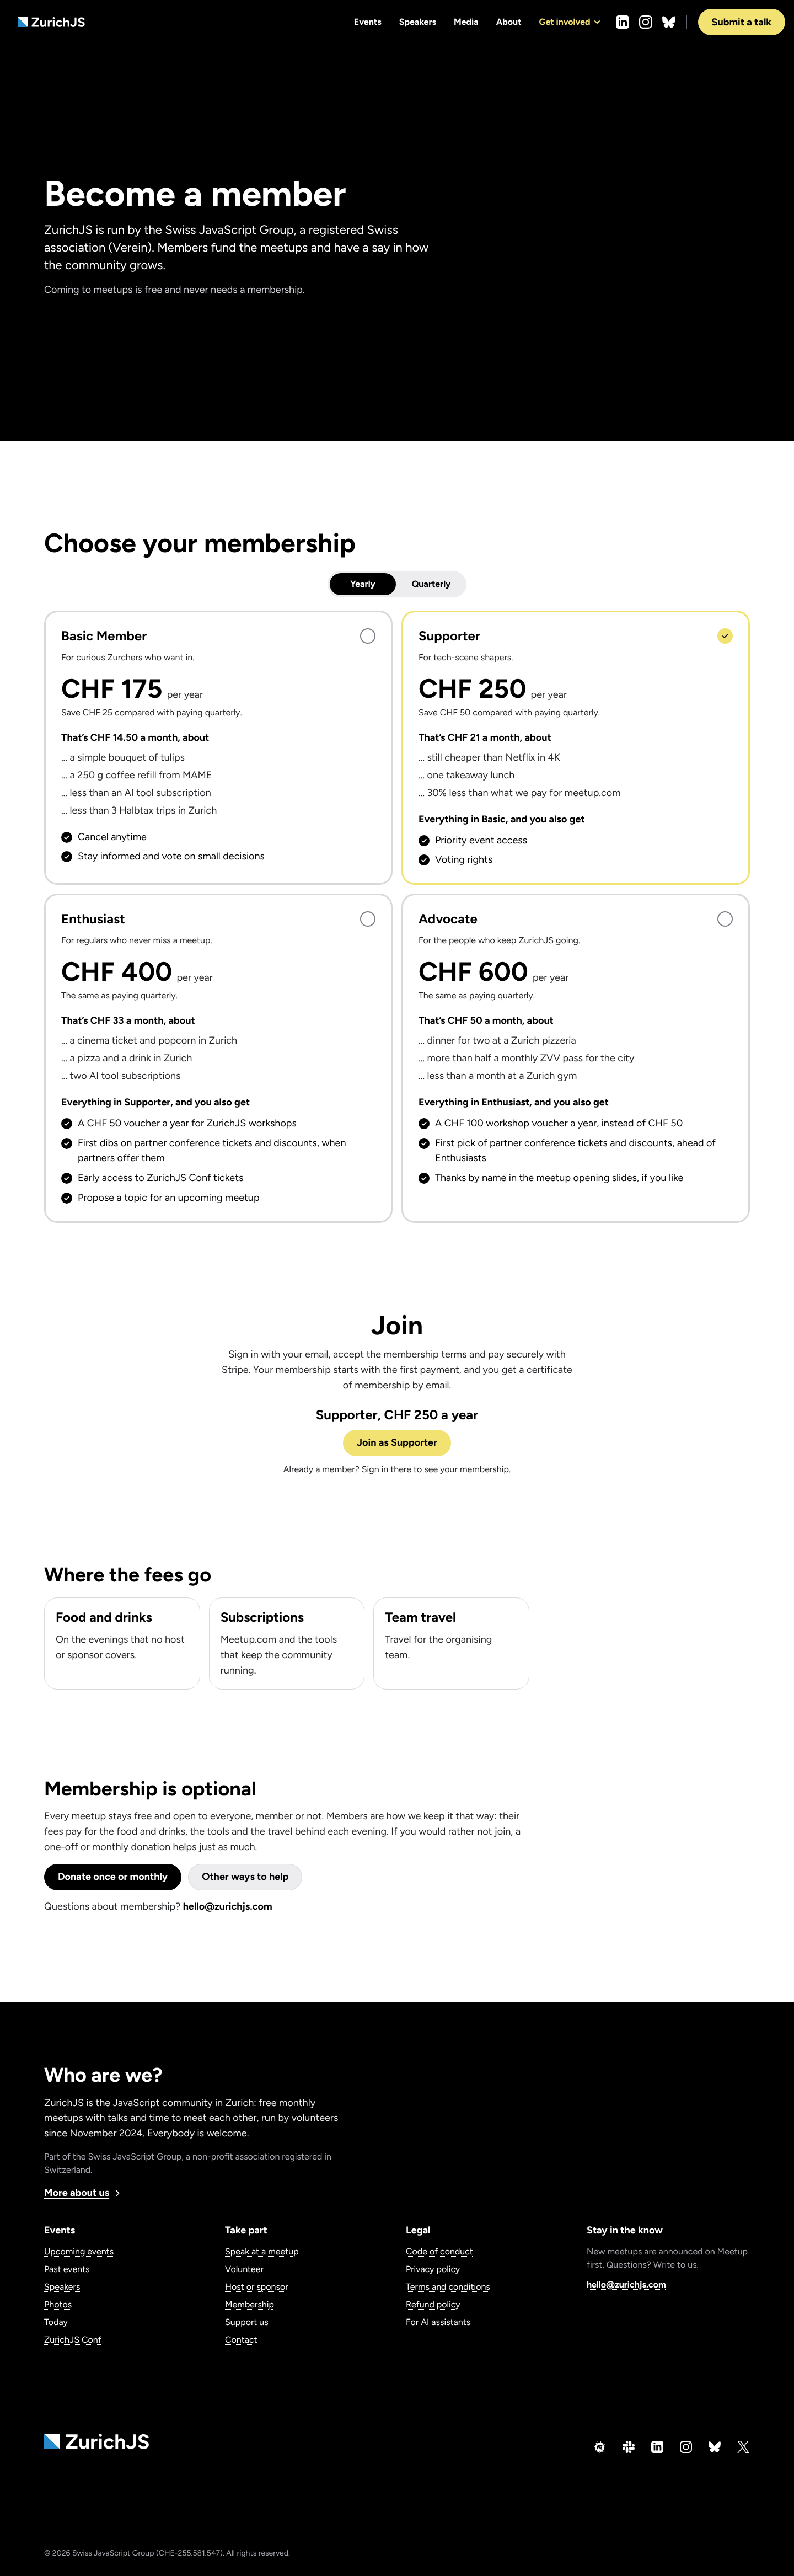 ZurichJS
Events
Speakers
Media
About
Get involved
Submit a talk
Become a member
ZurichJS is run by the Swiss JavaScript Group, a registered Swiss
association (Verein). Members fund the meetups and have a say in how
the community grows.
Coming to meetups is free and never needs a membership.
Choose your membership
Yearly
Quarterly
Basic Member
For curious Zurchers who want in.
CHF 175 per year
Save CHF 25 compared with paying quarterly.
That's CHF 14.50 a month, about
... a simple bouquet of tulips
... a 250 g coffee refill from MAME
... less than an AI tool subscription
... less than 3 Halbtax trips in Zurich
Cancel anytime
Stay informed and vote on small decisions
Supporter
For tech-scene shapers.
CHF 250 per year
Save CHF 50 compared with paying quarterly.
That's CHF 21 a month, about
... still cheaper than Netflix in 4K
... one takeaway lunch
... 30% less than what we pay for meetup.com
Everything in Basic, and you also get
Priority event access
Voting rights
Enthusiast
For regulars who never miss a meetup.
CHF 400 per year
The same as paying quarterly.
That's CHF 33 a month, about
... a cinema ticket and popcorn in Zurich
... a pizza and a drink in Zurich
... two AI tool subscriptions
Everything in Supporter, and you also get
A CHF 50 voucher a year for ZurichJS workshops
First dibs on partner conference tickets and discounts, when
partners offer them
Early access to ZurichJS Conf tickets
Propose a topic for an upcoming meetup
Advocate
For the people who keep ZurichJS going.
CHF 600 per year
The same as paying quarterly.
That's CHF 50 a month, about
... dinner for two at a Zurich pizzeria
... more than half a monthly ZVV pass for the city
... less than a month at a Zurich gym
Everything in Enthusiast, and you also get
A CHF 100 workshop voucher a year, instead of CHF 50
First pick of partner conference tickets and discounts, ahead of
Enthusiasts
Thanks by name in the meetup opening slides, if you like
Join
Sign in with your email, accept the membership terms and pay securely with
Stripe. Your membership starts with the first payment, and you get a certificate
of membership by email.
Supporter, CHF 250 a year
Join as Supporter
Already a member? Sign in there to see your membership.
Where the fees go
Food and drinks
On the evenings that no host
or sponsor covers.
Subscriptions
Meetup.com and the tools
that keep the community
running.
Team travel
Travel for the organising
team.
Membership is optional
Every meetup stays free and open to everyone, member or not. Members are how we keep it that way: their
fees pay for the food and drinks, the tools and the travel behind each evening. If you would rather not join, a
one-off or monthly donation helps just as much.
Donate once or monthly
Other ways to help
Questions about membership? hello@zurichjs.com
Who are we?
ZurichJS is the JavaScript community in Zurich: free monthly
meetups with talks and time to meet each other, run by volunteers
since November 2024. Everybody is welcome.
Part of the Swiss JavaScript Group, a non-profit association registered in
Switzerland.
More about us
Events
Upcoming events
Past events
Speakers
Photos
Today
ZurichJS Conf
Take part
Speak at a meetup
Volunteer
Host or sponsor
Membership
Support us
Contact
Legal
Code of conduct
Privacy policy
Terms and conditions
Refund policy
For AI assistants
Stay in the know
New meetups are announced on Meetup
first. Questions? Write to us.
hello@zurichjs.com
ZurichJS
© 2026 Swiss JavaScript Group (CHE-255.581.547). All rights reserved.